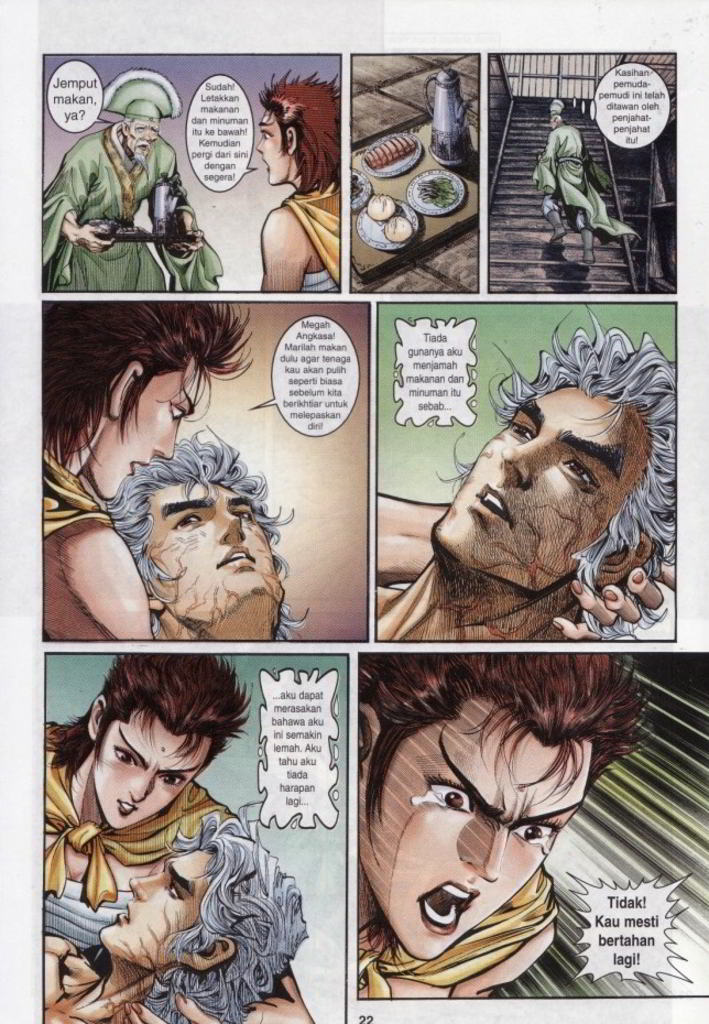 Jemput
makan,
ya?
Sudah!
Letakkan
makanan
dan minuman
itu ke bawah!
Kemudian
pergi dari sini
dengan
segera!
Kasihan-
pemuda-
pemudi ini telah
ditawan oleh
penjahat-
penjahat
itu!
Megah
Angkasa!
Marilah makan
dulu agar tenaga
kau akan pulih
seperti biasa
sebelum kita
berikhtiar untuk
melepaskan
diri!
Tiada
gunanya aku
menjamah
makanan dan
minuman itu
sebab...
...aku dapat
merasakan
bahawa aku
ini semakin
lemah. Aku
tahu aku
tiada
harapan
lagi...
Tidak!
Kau mesti
bertahan
lagi!
22